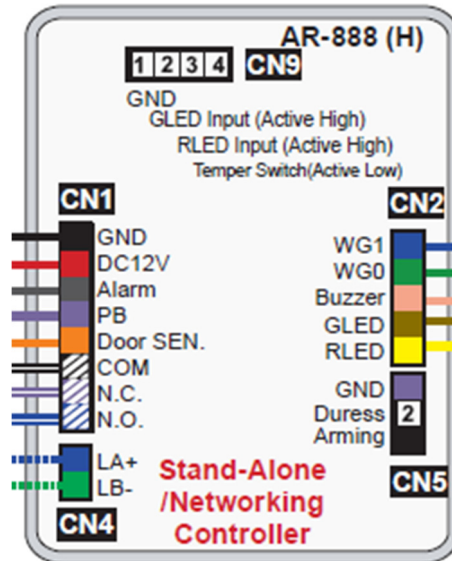 AR-888 (H)
1 2 3 4 CN9
GND
GLED Input (Active High)
RLED Input (Active High)
Temper Switch(Active Low)
CN1
GND
DC12V
Alarm
PB
Door SEN.
COM
N.C.
N.O.
LA+
LB-
CN4
CN2
WG1
WG0
Buzzer
GLED
RLED
GND
Duress 2
Arming
CN5
Stand-Alone
/Networking
Controller